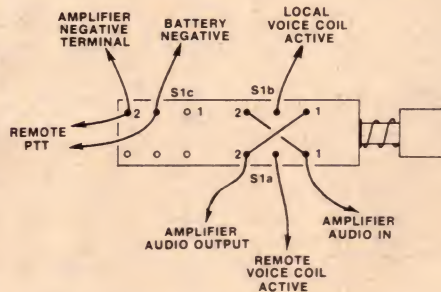 AMPLIFIER
NEGATIVE
TERMINAL
BATTERY
NEGATIVE
LOCAL
VOICE COIL
ACTIVE
S1c
S1b
2
1
2
1
REMOTE
PTT
2
1
S1a
AMPLIFIER
AUDIO OUTPUT
REMOTE
VOICE COIL
ACTIVE
AMPLIFIER
AUDIO IN